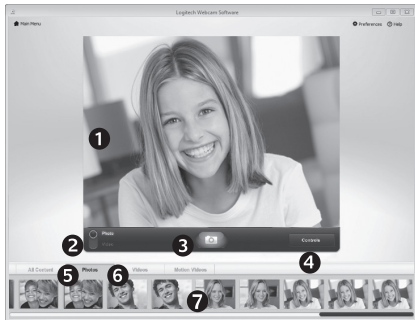 Logitech Webcam Software
Main Menu
Preferences
Help
1
Photo
Video
2
3
Controls
4
All Content
Photos
Videos
Motion Videos
5
6
7